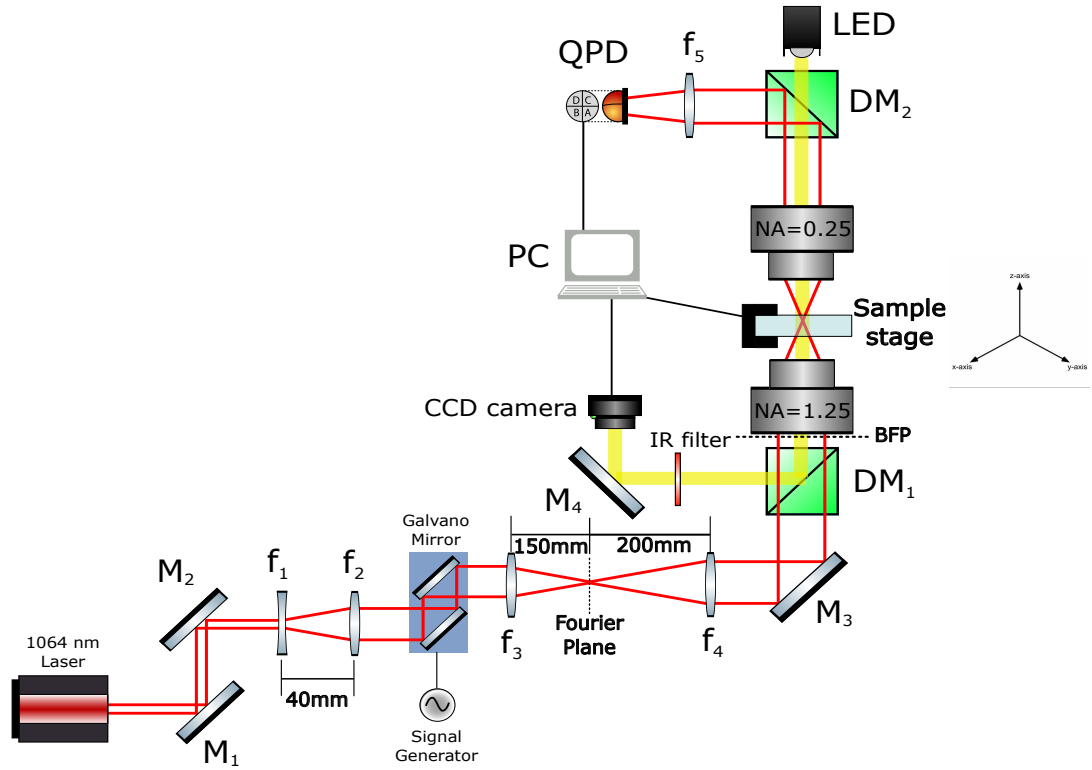 LED
QPD
f5
DM2
D C
B A
NA=0.25
PC
z-axis
x-axis
y-axis
Sample
stage
CCD camera
NA=1.25
BFP
IR filter
DM1
M4
Galvano
Mirror
150mm
200mm
M2
f1
f2
f3
Fourier
Plane
f4
M3
1064 nm
Laser
40mm
M1
Signal
Generator